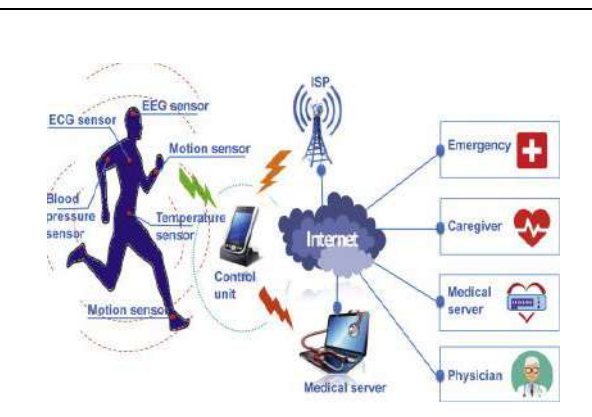 ISP
EEG sensor
ECG sensor
Motion sensor
Emergency
Blood
pressure
sensor
Temperature
sensor
Internet
Caregiver
Control
unit
Medical
server
Motion sensor
Medical server
Physician